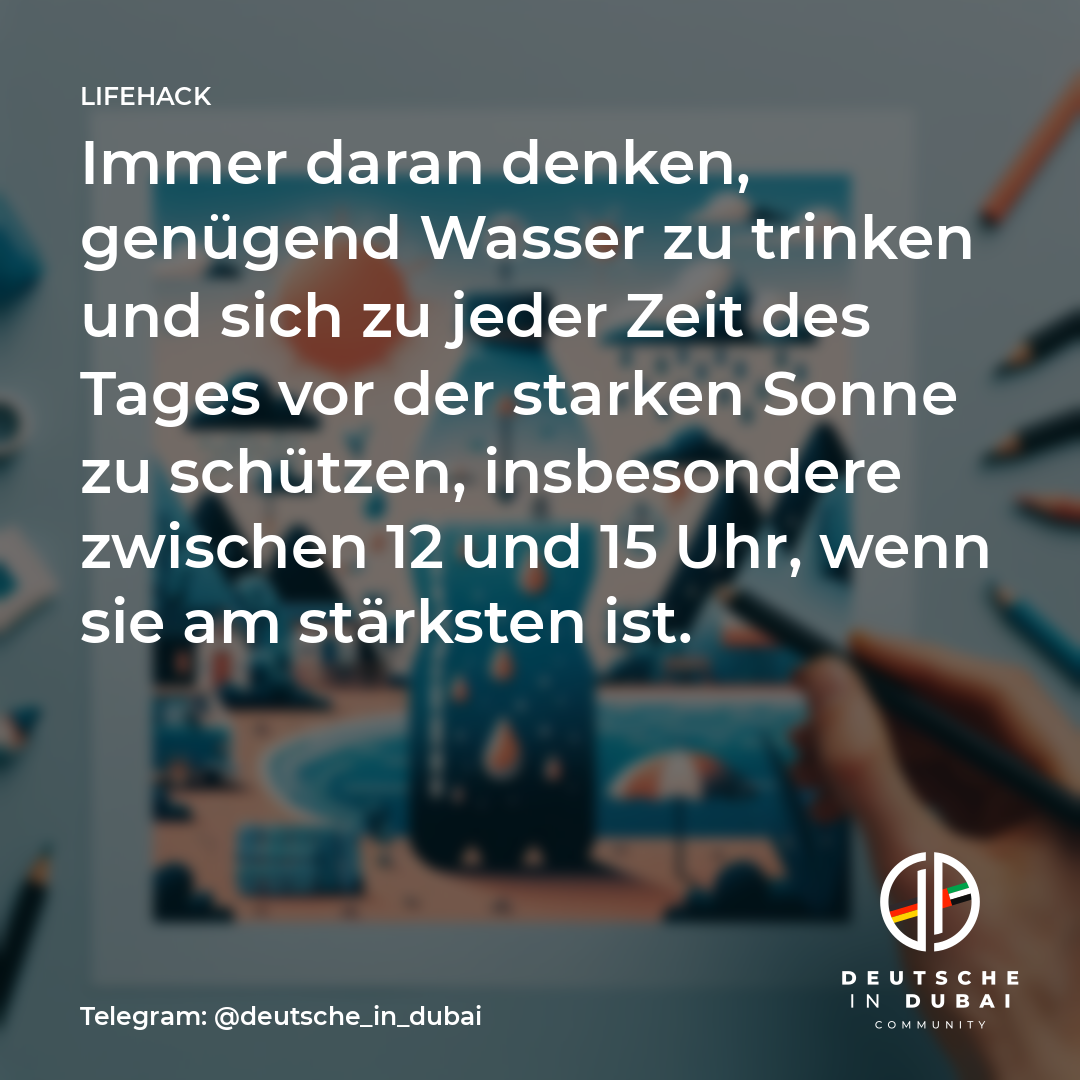 LIFEHACK
Immer daran denken,
genügend Wasser zu trinken
und sich zu jeder Zeit des
Tages vor der starken Sonne
zu schützen, insbesondere
zwischen 12 und 15 Uhr, wenn
sie am stärksten ist.
Telegram: @deutsche_in_dubai
DEUTSCHE
IN DUBAI
COMMUNITY